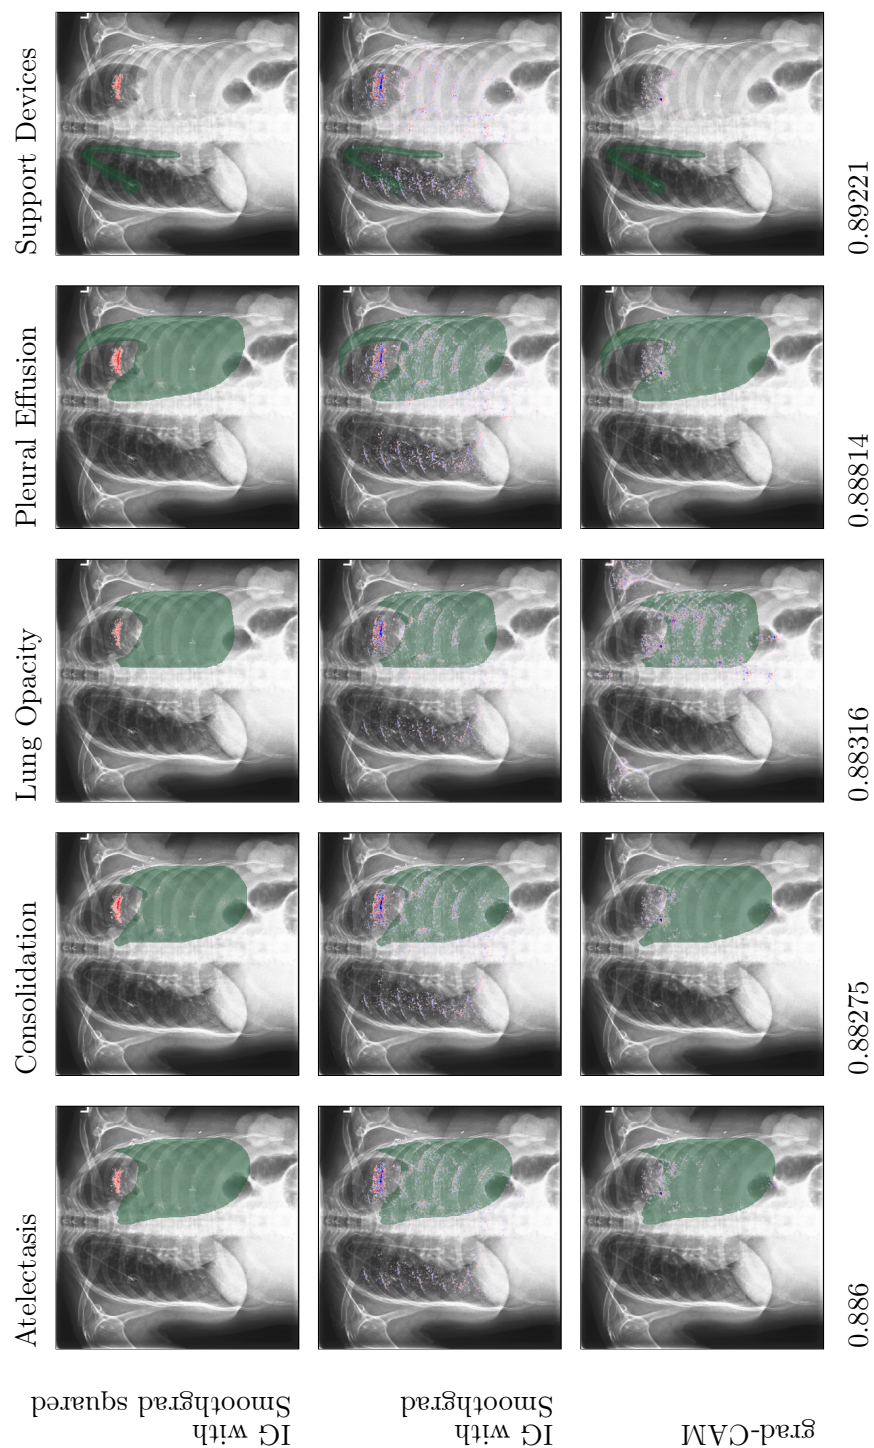 Atelectasis
Consolidation
Lung Opacity
Pleural Effusion
Support Devices
IG with
Smoothgrad squared
IG with
Smoothgrad
grad-CAM
0.886
0.88275
0.88316
0.88814
0.89221